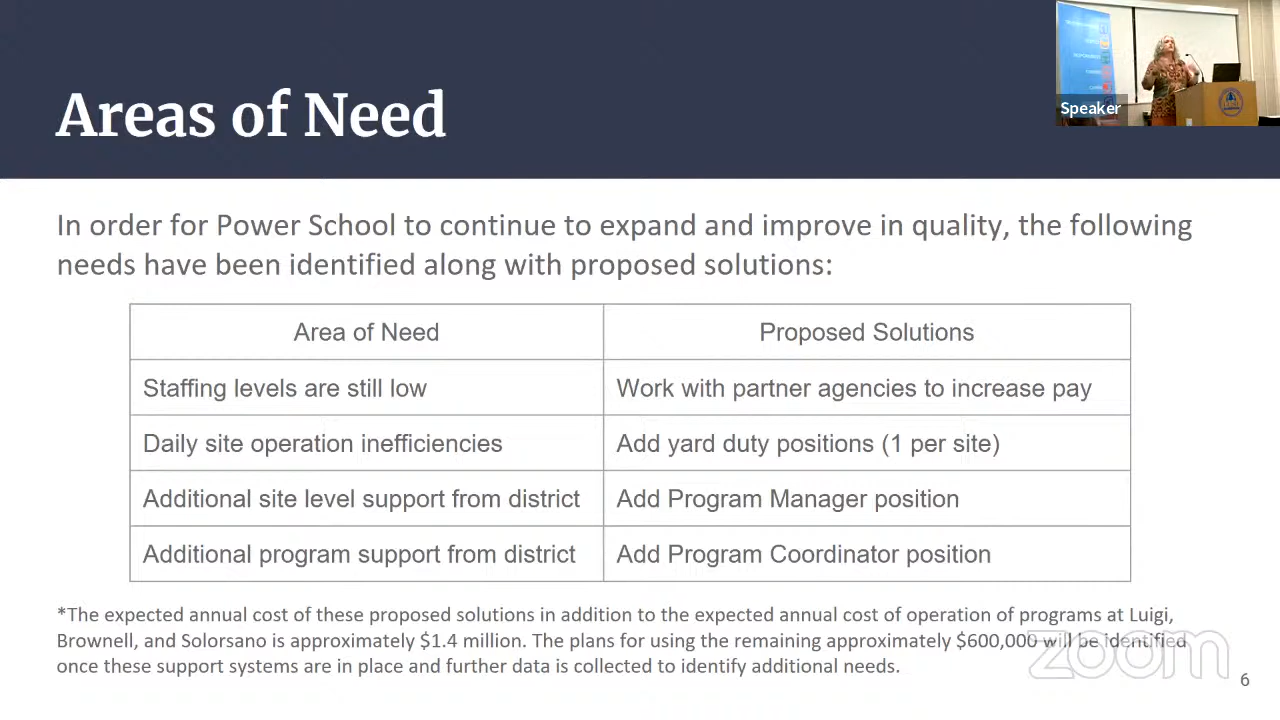 Areas of Need
Speaker
In order for Power School to continue to expand and improve in quality, the following
needs have been identified along with proposed solutions:
Area of Need
Proposed Solutions
Staffing levels are still low
Work with partner agencies to increase pay
Daily site operation inefficiencies
Add yard duty positions (1 per site)
Additional site level support from district
Add Program Manager position
Additional program support from district
Add Program Coordinator position
*The expected annual cost of these proposed solutions in addition to the expected annual cost of operation of programs at Luigi,
Brownell, and Solorsano is approximately $1.4 million. The plans for using the remaining approximately $600,000 will be identified
once these support systems are in place and further data is collected to identify additional needs.
zoom
6